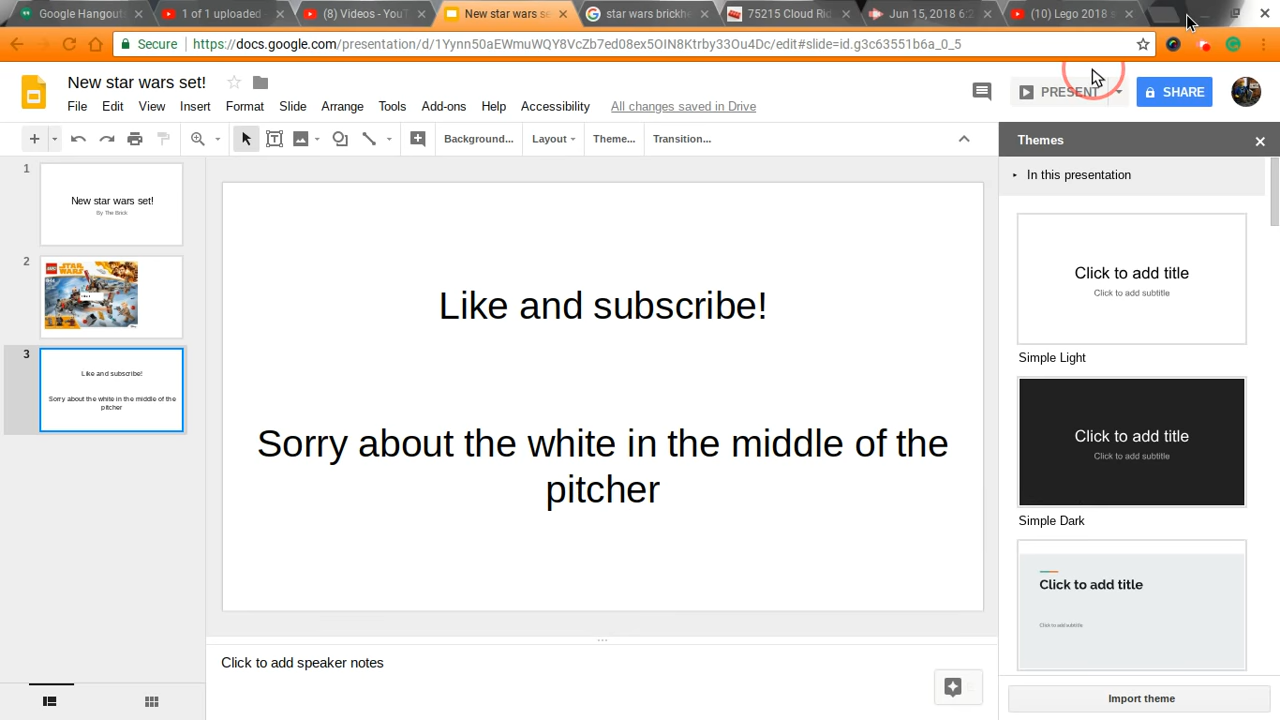 Google Hangouts
1 of 1 uploaded
(8) Videos - YouT
New star wars se
star wars brickhe
75215 Cloud Rid
Jun 15, 2018 6:2
(10) Lego 2018 s
Secure
https://docs.google.com/presentation/d/1Yynn50aEWmuWQY8VcZb7ed08ex5OIN8Ktrby33Ou4Dc/edit#slide=id.g3c63551b6a_0_5
New star wars set!
File Edit View Insert Format Slide Arrange Tools Add-ons Help Accessibility All changes saved in Drive
PRESENT
SHARE
Background... Layout Theme... Transition...
Themes
In this presentation
1
New star wars set!
By The Brick
2
LEGO STAR WARS
3
Like and subscribe!
Sorry about the white in the middle of the
pitcher
Like and subscribe!
Sorry about the white in the middle of the
pitcher
Click to add speaker notes
Click to add title
Click to add subtitle
Simple Light
Click to add title
Click to add subtitle
Simple Dark
Click to add title
Click to add subtitle
Import theme